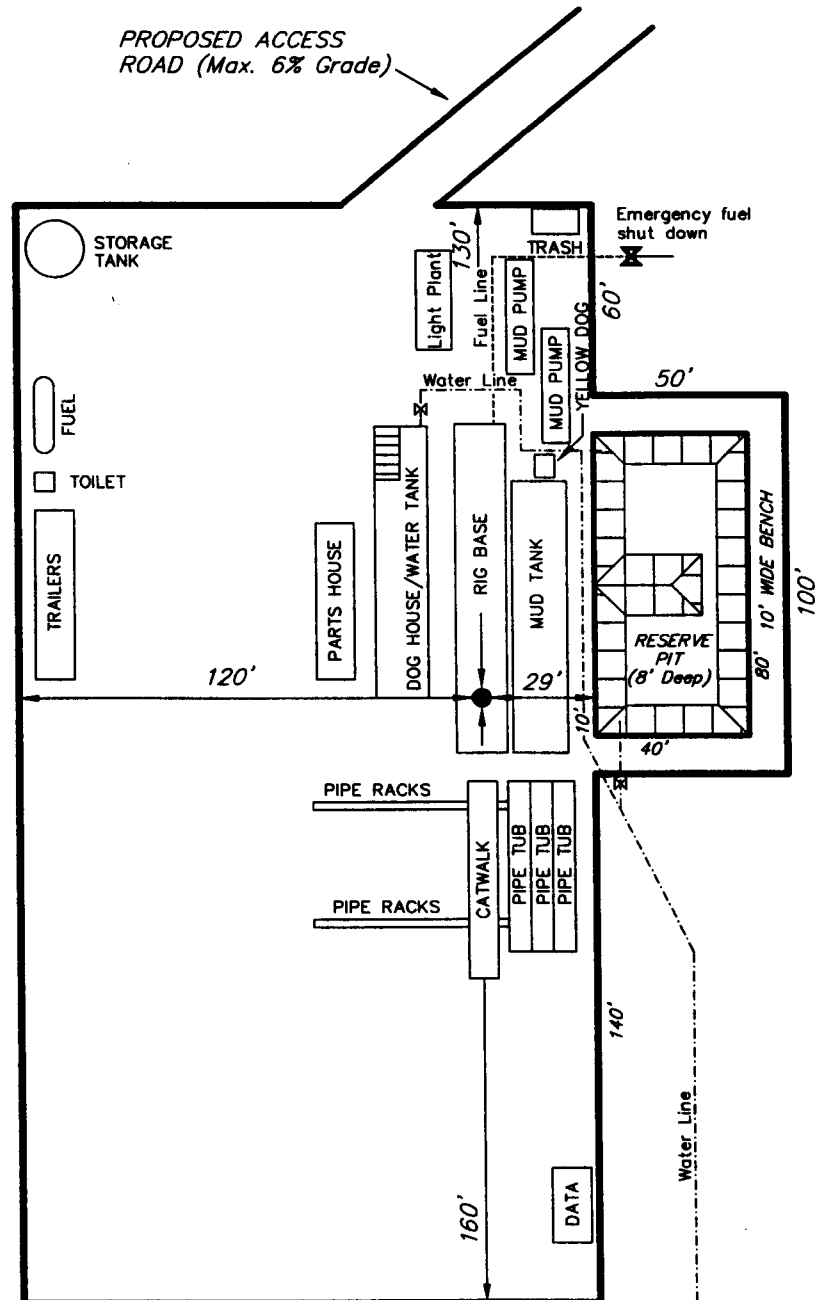 PROPOSED ACCESS
ROAD (Max. 6% Grade)
STORAGE
TANK
Light Plant
130'
Fuel Line
TRASH
Emergency fuel
shut down
MUD PUMP
MUD PUMP
YELLOW DOG
60'
50'
Water Line
FUEL
TOILET
TRAILERS
PARTS HOUSE
DOG HOUSE/WATER TANK
RIG BASE
MUD TANK
RESERVE
PIT
(8' Deep)
80'
10' WIDE BENCH
100'
120'
29'
10'
40'
PIPE RACKS
PIPE RACKS
CATWALK
PIPE TUB
PIPE TUB
PIPE TUB
140'
160'
DATA
Water Line